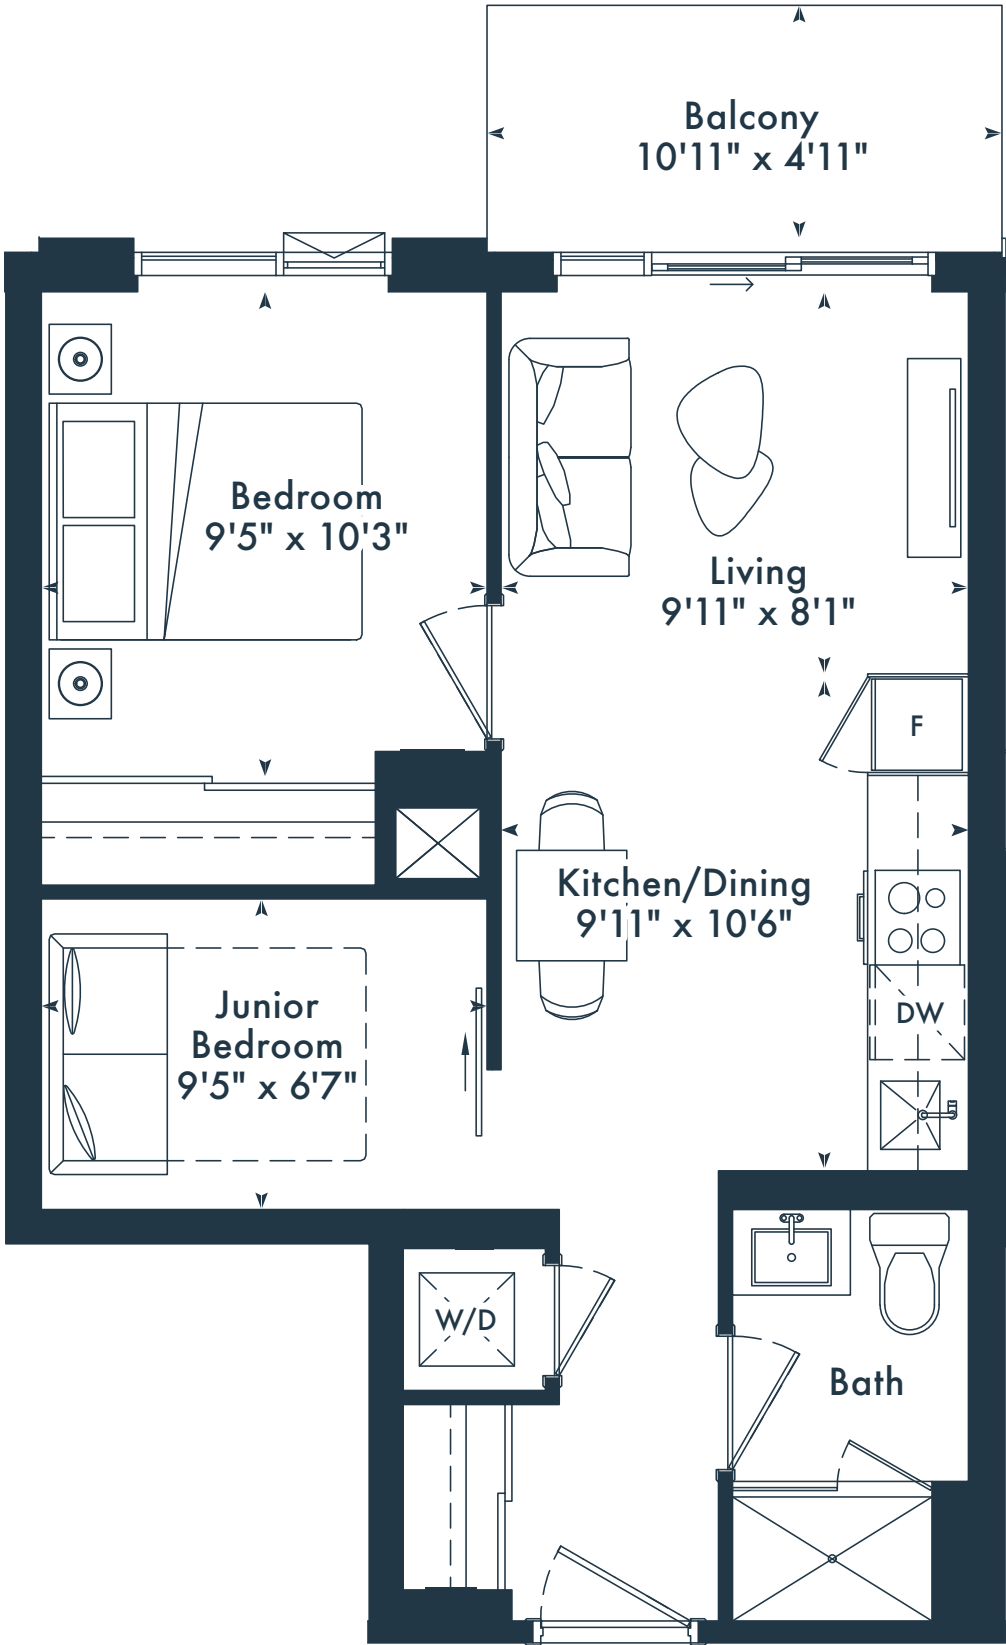 Balcony
10'11" x 4'11"
Bedroom
9'5" x 10'3"
Living
9'11" x 8'1"
F
Kitchen/Dining
9'11" x 10'6"
DW
Junior
Bedroom
9'5" x 6'7"
W/D
Bath